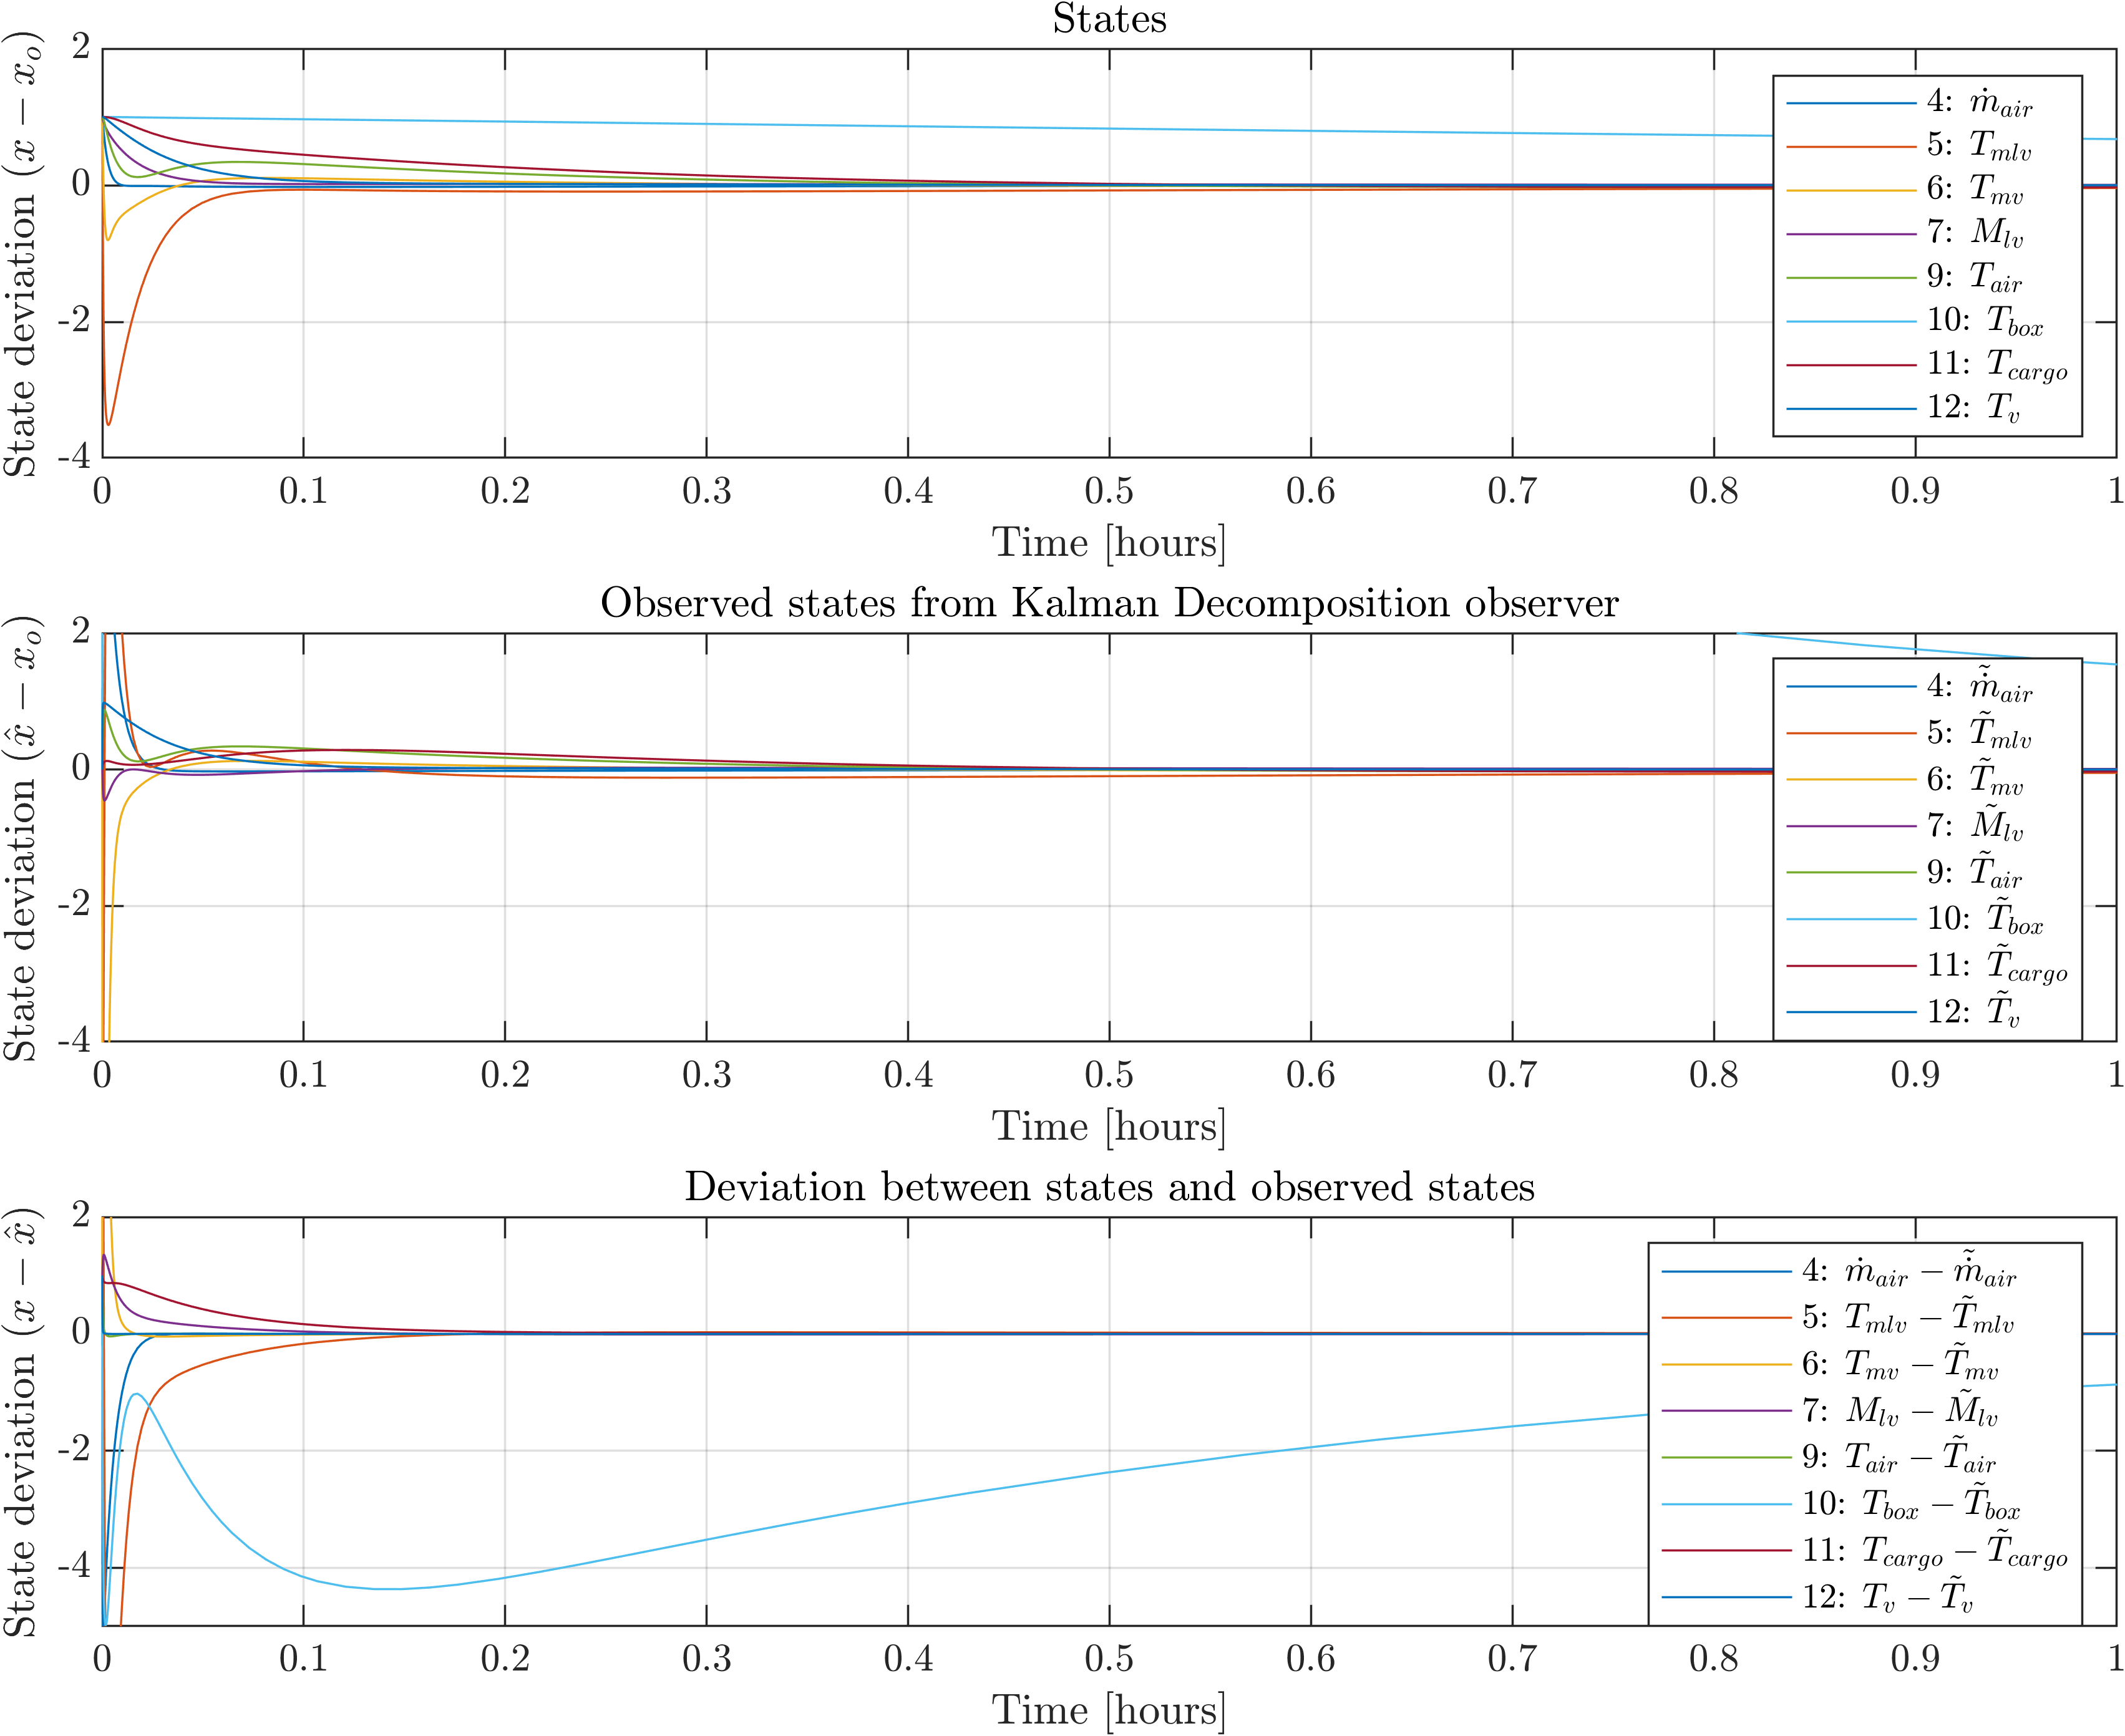 States
State deviation (x − x_o)
2
0
-2
-4
0 0.1 0.2 0.3 0.4 0.5 0.6 0.7 0.8 0.9 1
Time [hours]
4: ṁ_air
5: T_mlv
6: T_mv
7: M_lv
9: T_air
10: T_box
11: T_cargo
12: T_v
Observed states from Kalman Decomposition observer
State deviation (x̂ − x_o)
2
0
-2
-4
0 0.1 0.2 0.3 0.4 0.5 0.6 0.7 0.8 0.9 1
Time [hours]
4: ṁ̃_air
5: T̃_mlv
6: T̃_mv
7: M̃_lv
9: T̃_air
10: T̃_box
11: T̃_cargo
12: T̃_v
Deviation between states and observed states
State deviation (x − x̂)
2
0
-2
-4
0 0.1 0.2 0.3 0.4 0.5 0.6 0.7 0.8 0.9 1
Time [hours]
4: ṁ_air − ṁ̃_air
5: T_mlv − T̃_mlv
6: T_mv − T̃_mv
7: M_lv − M̃_lv
9: T_air − T̃_air
10: T_box − T̃_box
11: T_cargo − T̃_cargo
12: T_v − T̃_v